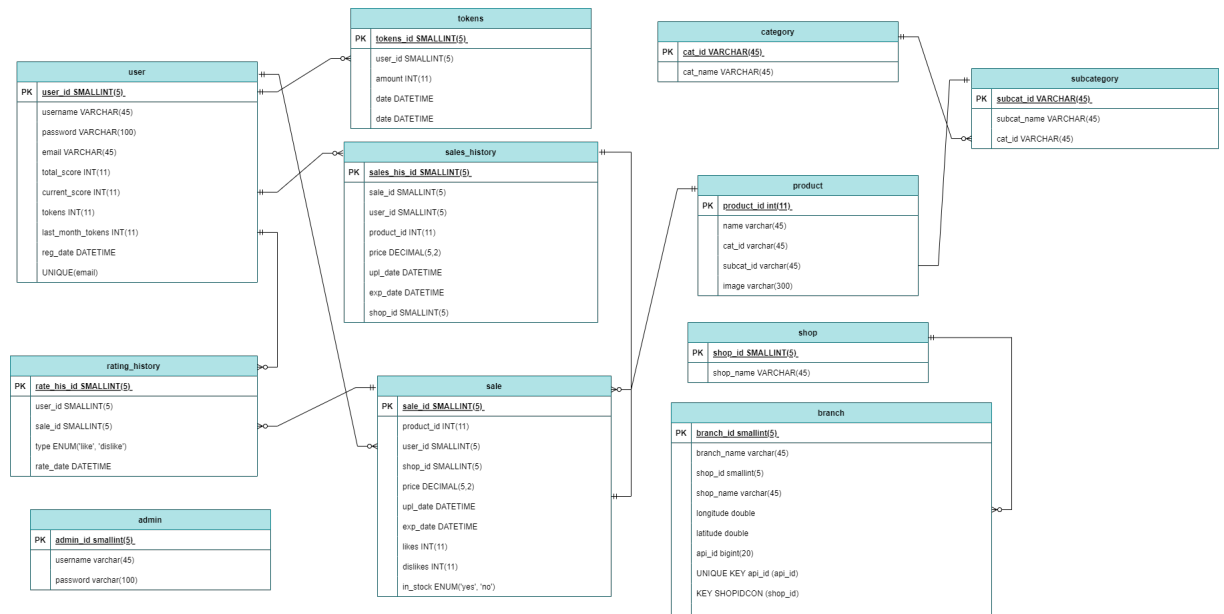 tokens
PK tokens_id SMALLINT(5)
user_id SMALLINT(5)
amount INT(11)
date DATETIME
date DATETIME
category
PK cat_id VARCHAR(45)
cat_name VARCHAR(45)
user
PK user_id SMALLINT(5)
username VARCHAR(45)
password VARCHAR(100)
email VARCHAR(45)
total_score INT(11)
current_score INT(11)
tokens INT(11)
last_month_tokens INT(11)
reg_date DATETIME
UNIQUE(email)
subcategory
PK subcat_id VARCHAR(45)
subcat_name VARCHAR(45)
cat_id VARCHAR(45)
sales_history
PK sales_his_id SMALLINT(5)
sale_id SMALLINT(5)
user_id SMALLINT(5)
product_id INT(11)
price DECIMAL(5,2)
upl_date DATETIME
exp_date DATETIME
shop_id SMALLINT(5)
product
PK product_id int(11)
name varchar(45)
cat_id varchar(45)
subcat_id varchar(45)
image varchar(300)
shop
PK shop_id SMALLINT(5)
shop_name VARCHAR(45)
rating_history
PK rate_his_id SMALLINT(5)
user_id SMALLINT(5)
sale_id SMALLINT(5)
type ENUM('like', 'dislike')
rate_date DATETIME
sale
PK sale_id SMALLINT(5)
product_id INT(11)
user_id SMALLINT(5)
shop_id SMALLINT(5)
price DECIMAL(5,2)
upl_date DATETIME
exp_date DATETIME
likes INT(11)
dislikes INT(11)
in_stock ENUM('yes', 'no')
branch
PK branch_id smallint(5)
branch_name varchar(45)
shop_id smallint(5)
shop_name varchar(45)
longitude double
latitude double
api_id bigint(20)
UNIQUE KEY api_id (api_id)
KEY SHOPIDCON (shop_id)
admin
PK admin_id smallint(5)
username varchar(45)
password varchar(100)